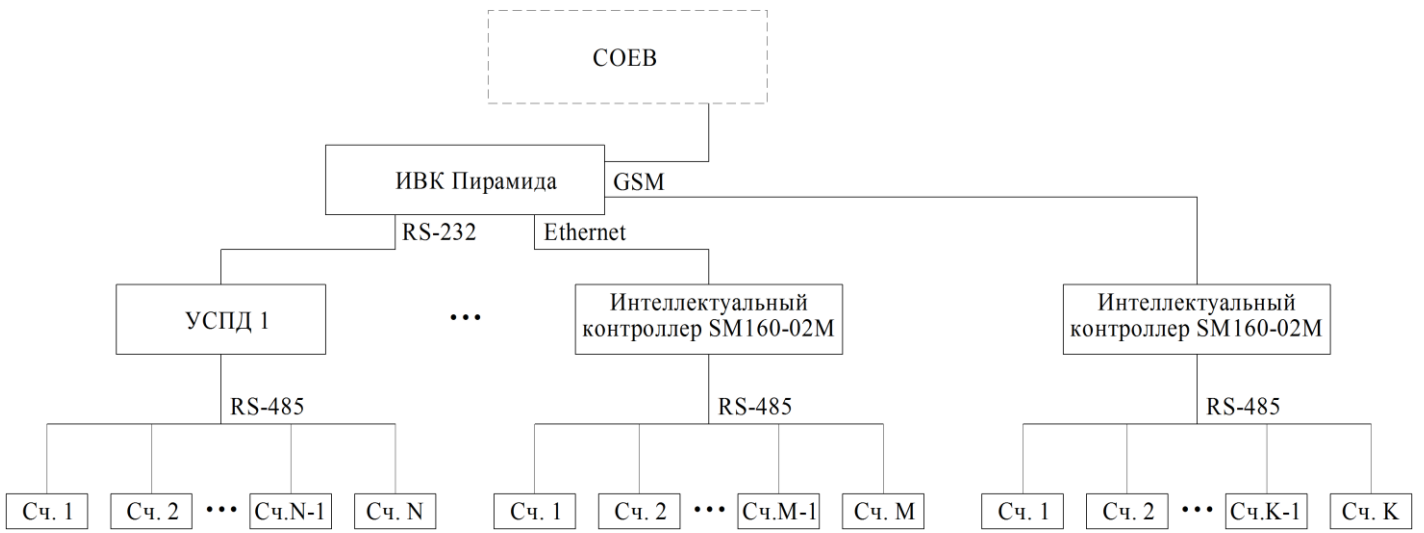 СОЕВ
ИВК Пирамида
GSM
RS-232
Ethernet
УСПД 1
...
Интеллектуальный
контроллер SM160-02M
Интеллектуальный
контроллер SM160-02M
RS-485
RS-485
RS-485
Сч. 1
Сч. 2
...
Сч.N-1
Сч. N
Сч. 1
Сч. 2
...
Сч.M-1
Сч. M
Сч. 1
Сч. 2
...
Сч.K-1
Сч. K